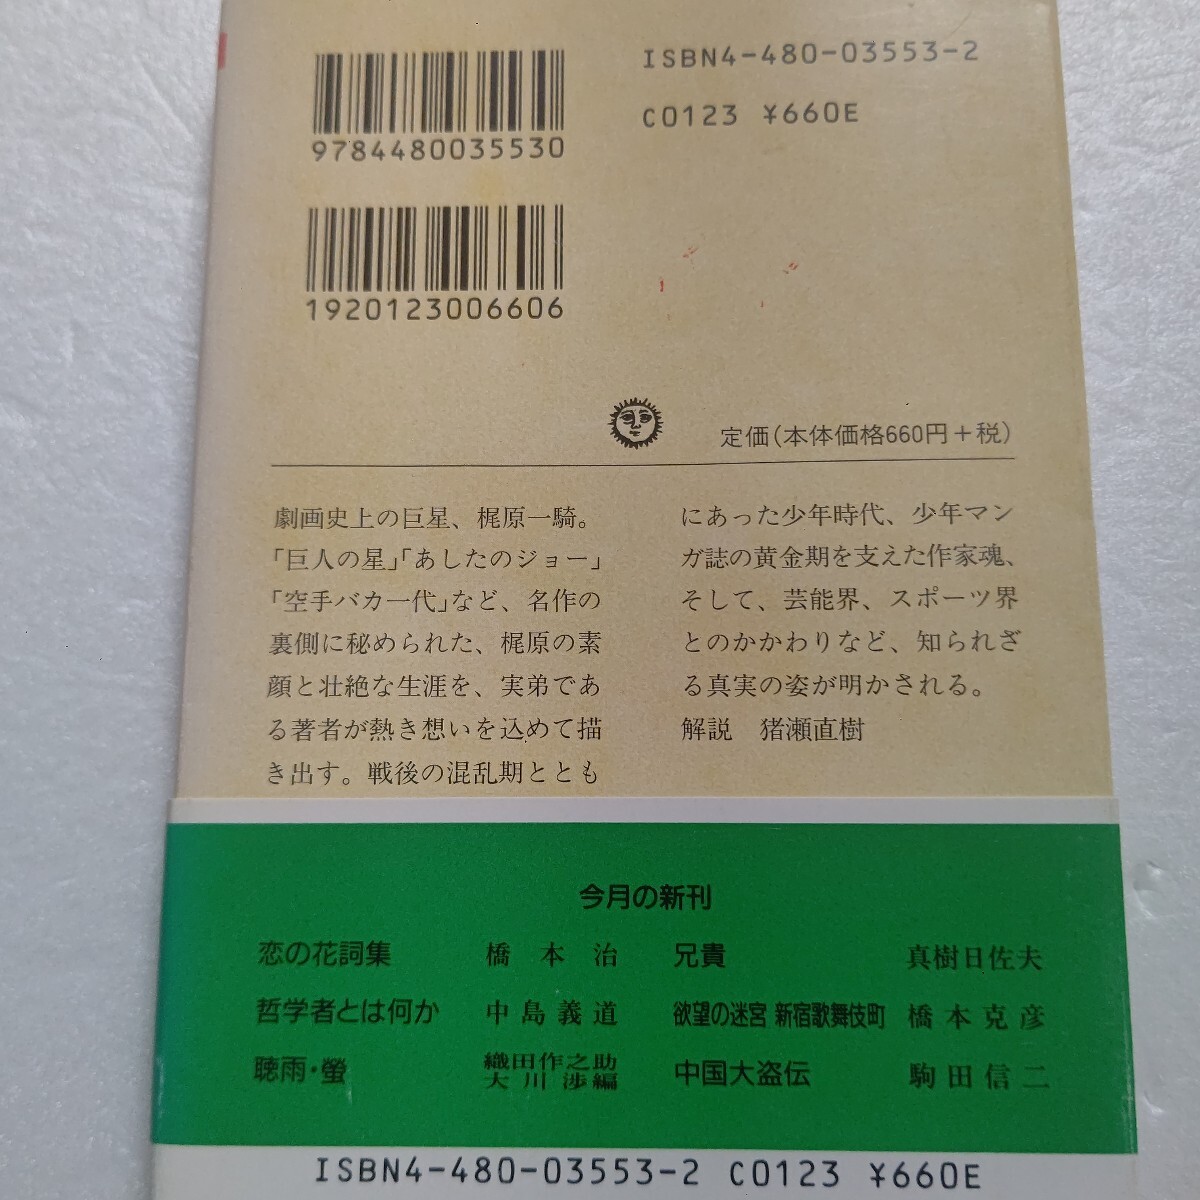 ISBN4-480-03553-2
C0123 ¥660E
9784480035530
1920123006606
定価(本体価格660円+税)
劇画史上の巨星、梶原一騎。
「巨人の星」「あしたのジョー」
「空手バカ一代」など、名作の
裏側に秘められた、梶原の素
顔と壮絶な生涯を、実弟であ
る著者が熱き想いを込めて描
き出す。戦後の混乱期ととも
にあった少年時代、少年マン
ガ誌の黄金期を支えた作家魂、
そして、芸能界、スポーツ界
とのかかわりなど、知られざ
る真実の姿が明かされる。
解説 猪瀬直樹
今月の新刊
恋の花詞集 橋本治
哲学者とは何か 中島義道
聴雨・螢 織田作之助
大川渉編
兄貴 真樹日佐夫
欲望の迷宮 新宿歌舞伎町 橋本克彦
中国大盗伝 駒田信二
ISBN4-480-03553-2 C0123 ¥660E